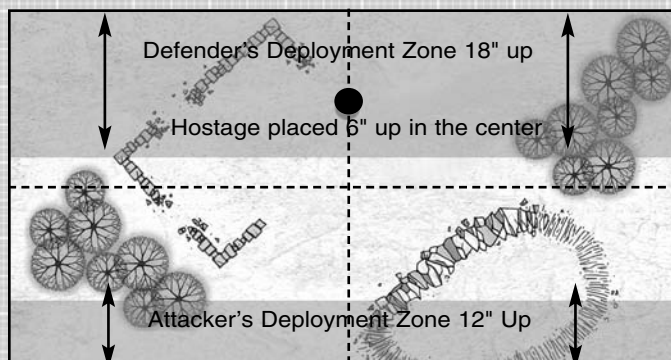 Defender's Deployment Zone 18" up
Hostage placed 6" up in the center
Attacker's Deployment Zone 12" Up